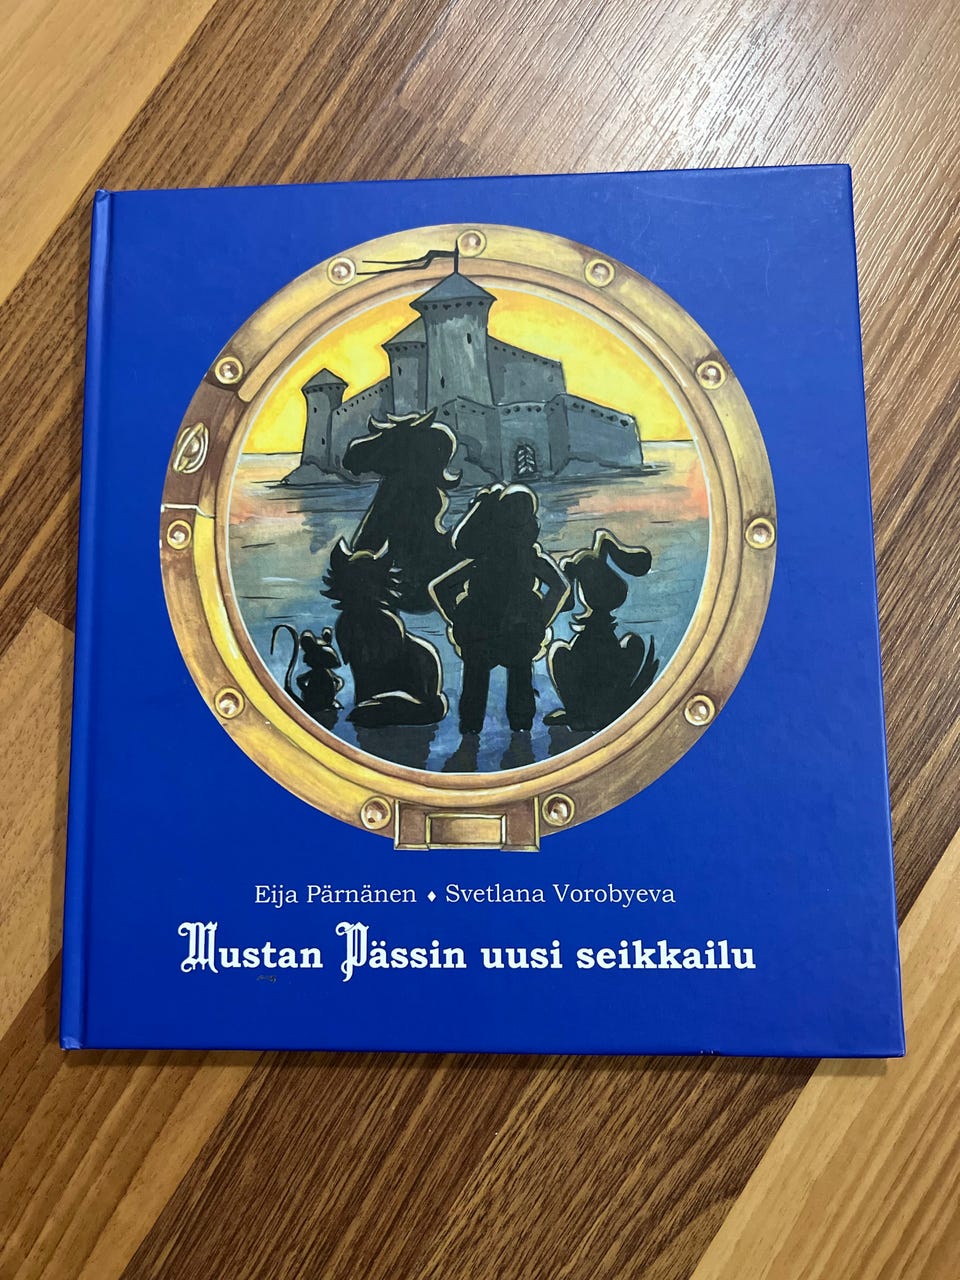 Eija Pärnänen ♦ Svetlana Vorobyeva
Mustan Pässin uusi seikkailu